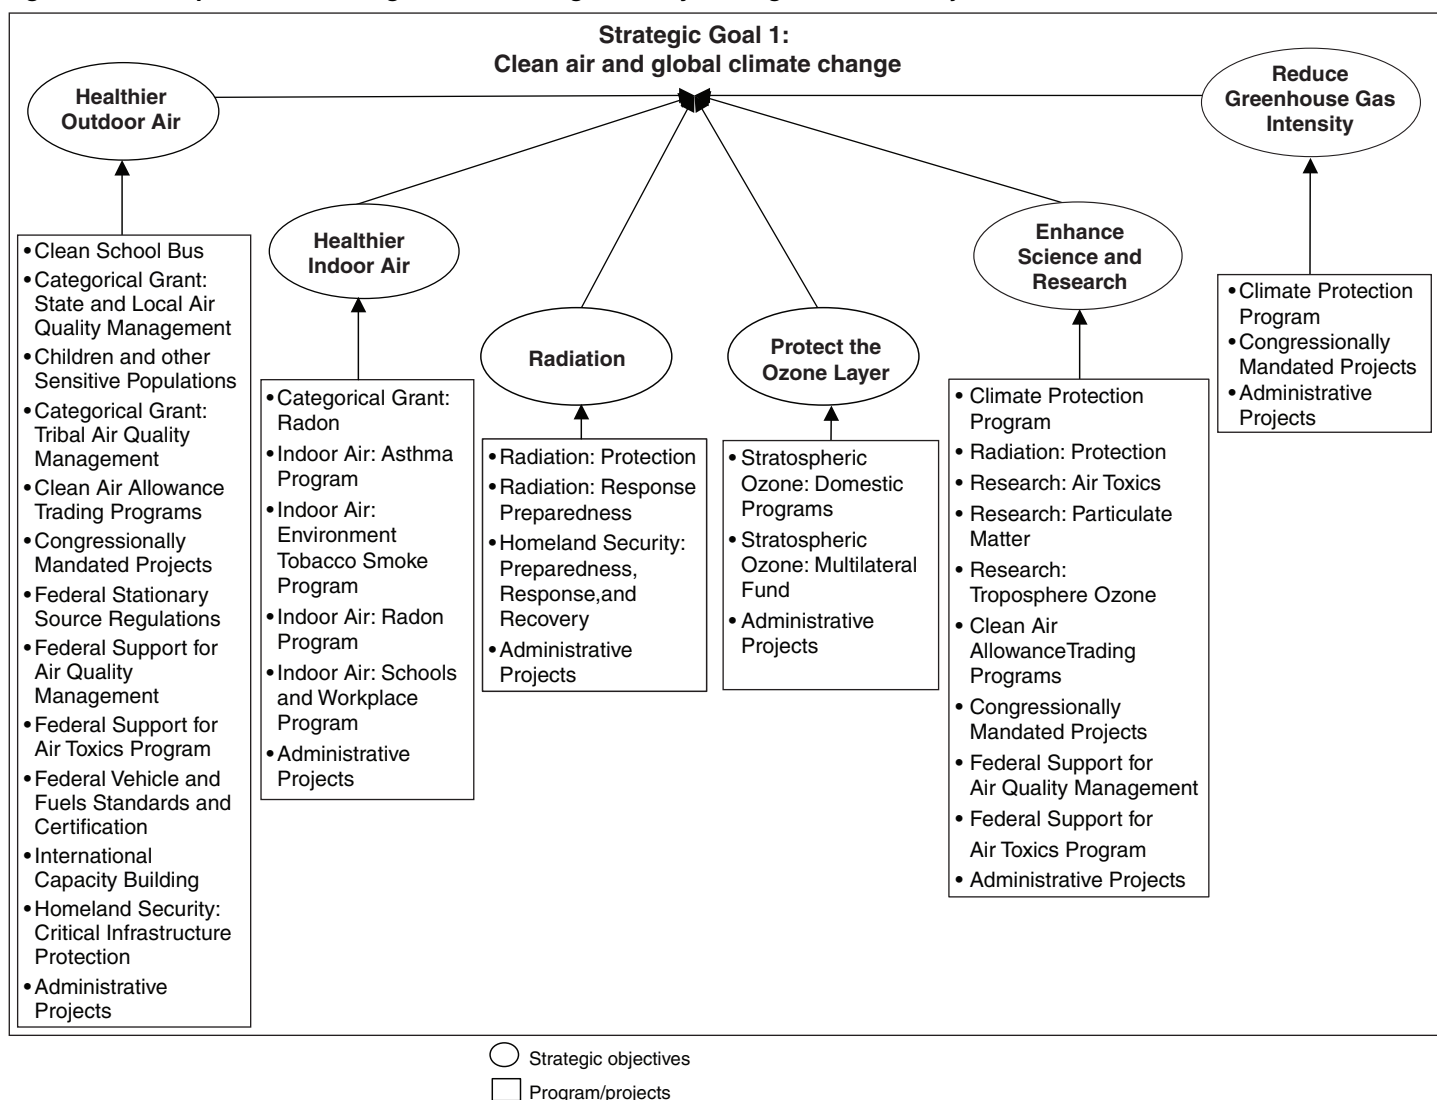 Strategic Goal 1:
Clean air and global climate change
Healthier
Outdoor Air
Reduce
Greenhouse Gas
Intensity
Healthier
Indoor Air
Enhance
Science and
Research
Radiation
Protect the
Ozone Layer
•Clean School Bus
•Categorical Grant:
State and Local Air
Quality Management
•Children and other
Sensitive Populations
•Categorical Grant:
Tribal Air Quality
Management
•Clean Air Allowance
Trading Programs
•Congressionally
Mandated Projects
•Federal Stationary
Source Regulations
•Federal Support for
Air Quality
Management
•Federal Support for
Air Toxics Program
•Federal Vehicle and
Fuels Standards and
Certification
•International
Capacity Building
•Homeland Security:
Critical Infrastructure
Protection
•Administrative
Projects
•Categorical Grant:
Radon
•Indoor Air: Asthma
Program
•Indoor Air:
Environment
Tobacco Smoke
Program
•Indoor Air: Radon
Program
•Indoor Air: Schools
and Workplace
Program
•Administrative
Projects
•Radiation: Protection
•Radiation: Response
Preparedness
•Homeland Security:
Preparedness,
Response,and
Recovery
•Administrative
Projects
•Stratospheric
Ozone: Domestic
Programs
•Stratospheric
Ozone: Multilateral
Fund
•Administrative
Projects
• Climate Protection
Program
• Radiation: Protection
• Research: Air Toxics
• Research: Particulate
Matter
• Research:
Troposphere Ozone
• Clean Air
AllowanceTrading
Programs
• Congressionally
Mandated Projects
• Federal Support for
Air Quality Management
• Federal Support for
Air Toxics Program
• Administrative Projects
•Climate Protection
Program
•Congressionally
Mandated Projects
•Administrative
Projects
Strategic objectives
Program/projects